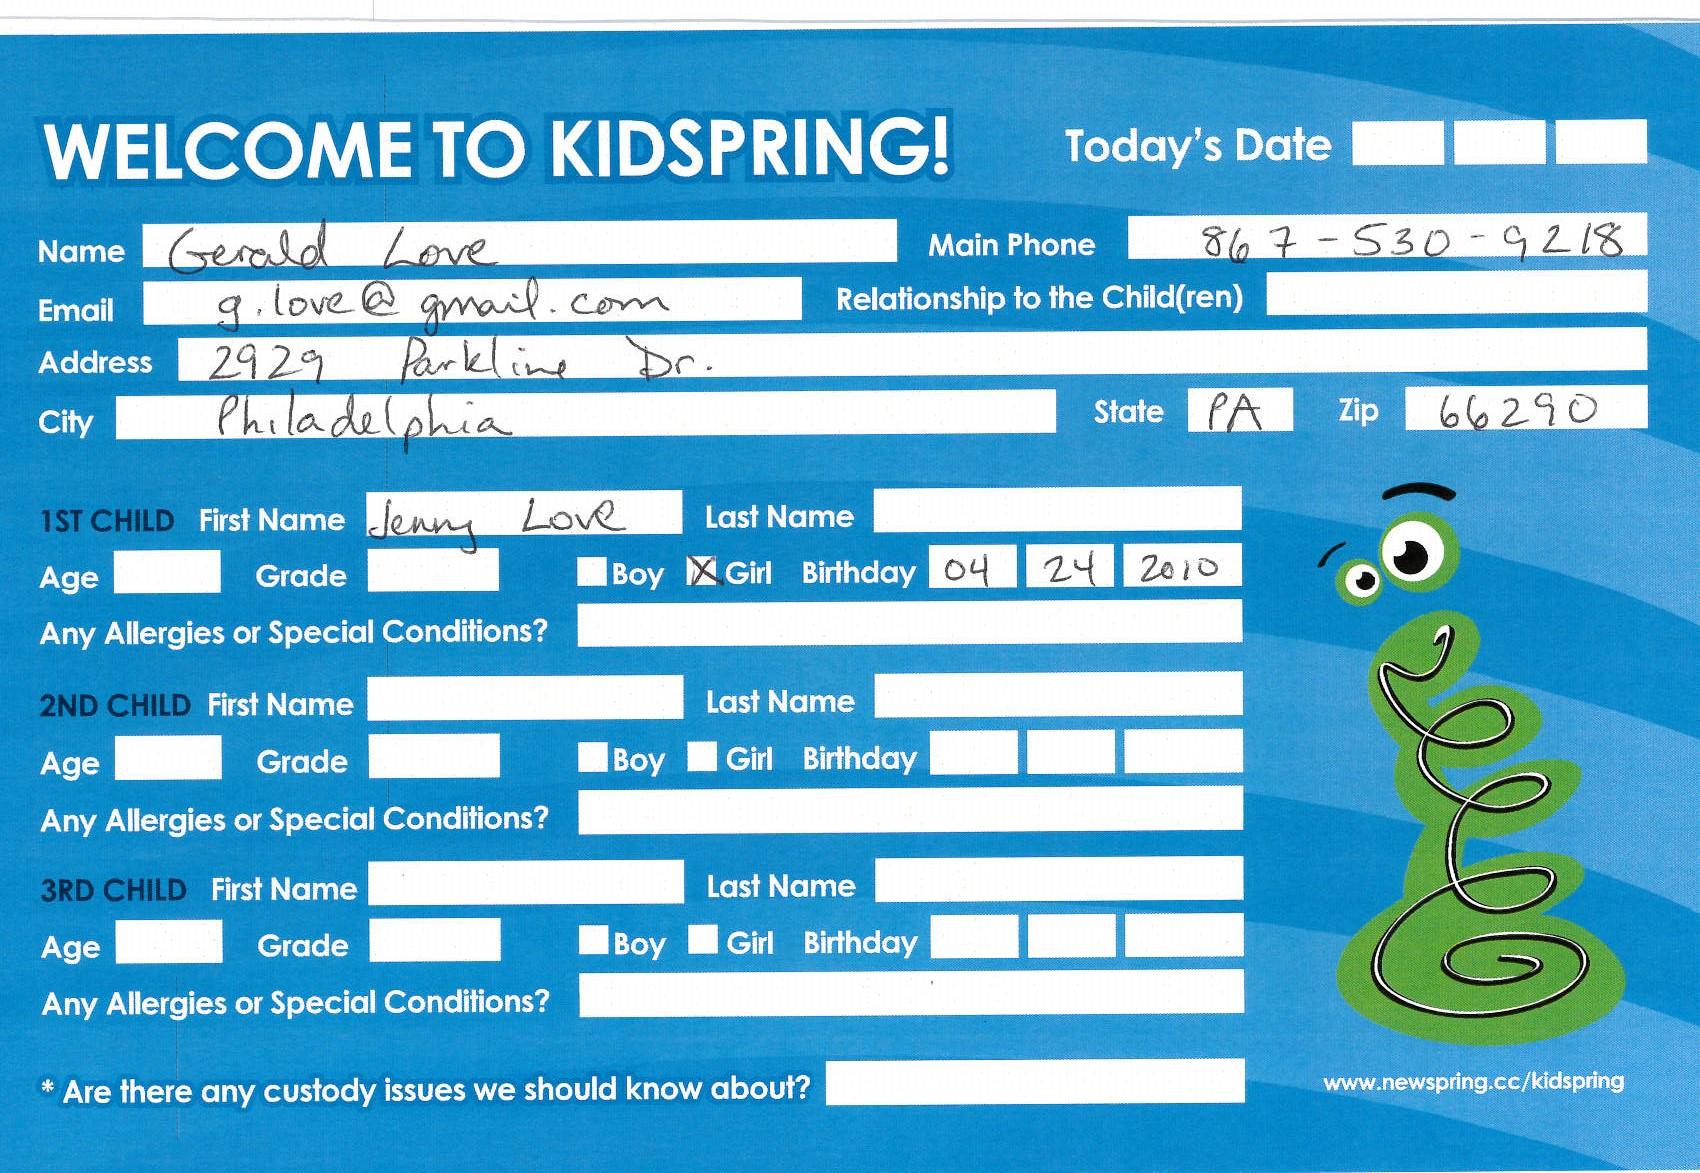 WELCOME TO KIDSPRING! Today's Date
Name Gerald Love Main Phone 867-530-9218
Email g.love@gmail.com Relationship to the Child(ren)
Address 2929 Parkline Dr.
City Philadelphia State PA Zip 66290
1ST CHILD First Name Jenny Love Last Name
Age Grade Boy X Girl Birthday 04 24 2010
Any Allergies or Special Conditions?
2ND CHILD First Name Last Name
Age Grade Boy Girl Birthday
Any Allergies or Special Conditions?
3RD CHILD First Name Last Name
Age Grade Boy Girl Birthday
Any Allergies or Special Conditions?
* Are there any custody issues we should know about?
www.newspring.cc/kidspring